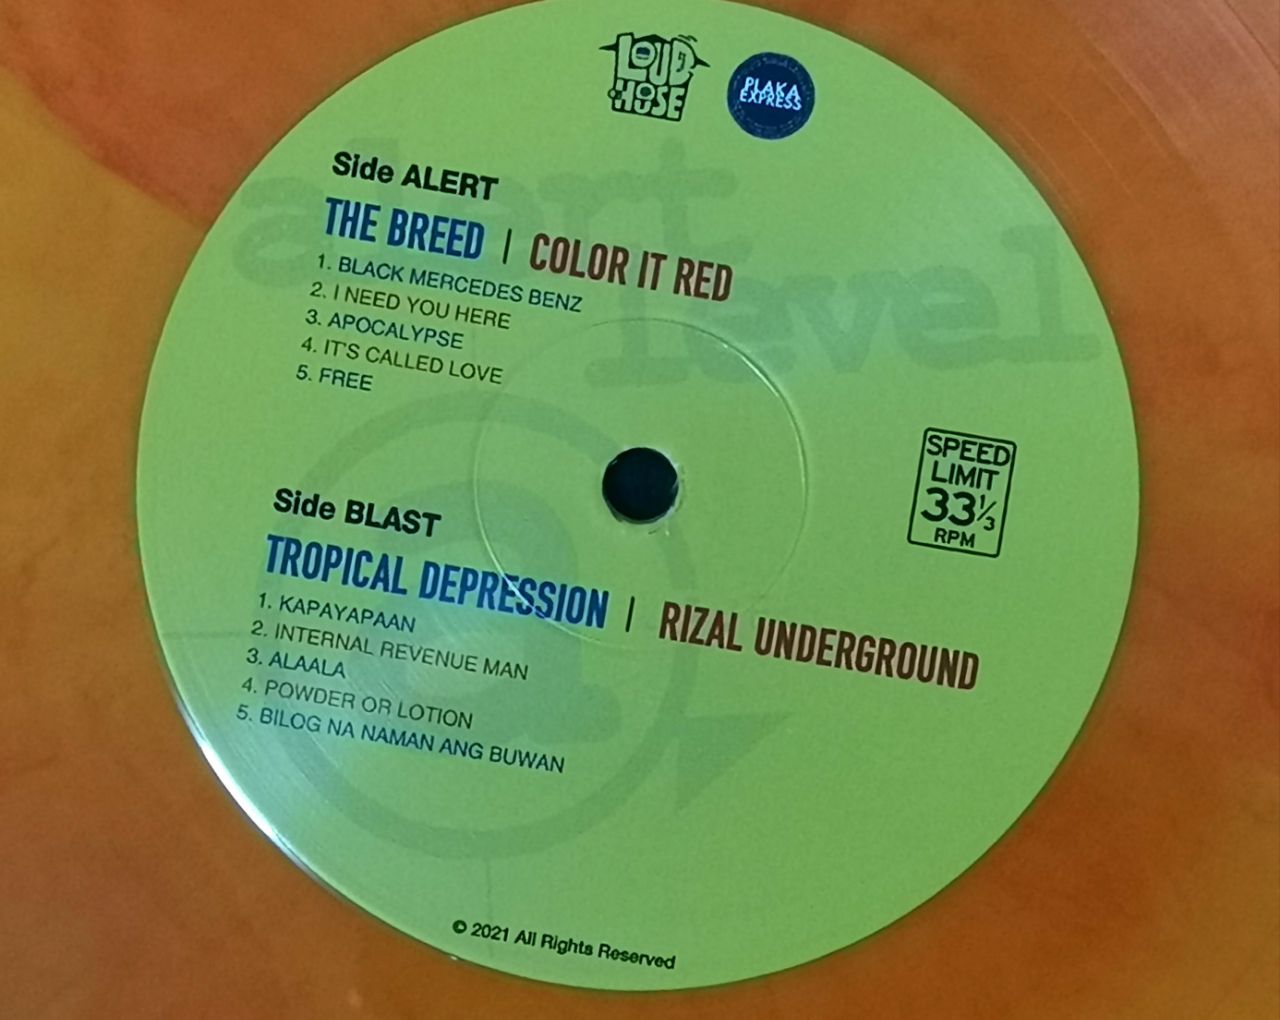 LOUD
HOUSE
PLAKA
EXPRESS
alert
level
Side ALERT
THE BREED | COLOR IT RED
1. BLACK MERCEDES BENZ
2. I NEED YOU HERE
3. APOCALYPSE
4. IT'S CALLED LOVE
5. FREE
SPEED
LIMIT
33⅓
RPM
Side BLAST
TROPICAL DEPRESSION | RIZAL UNDERGROUND
1. KAPAYAPAAN
2. INTERNAL REVENUE MAN
3. ALAALA
4. POWDER OR LOTION
5. BILOG NA NAMAN ANG BUWAN
a
© 2021 All Rights Reserved